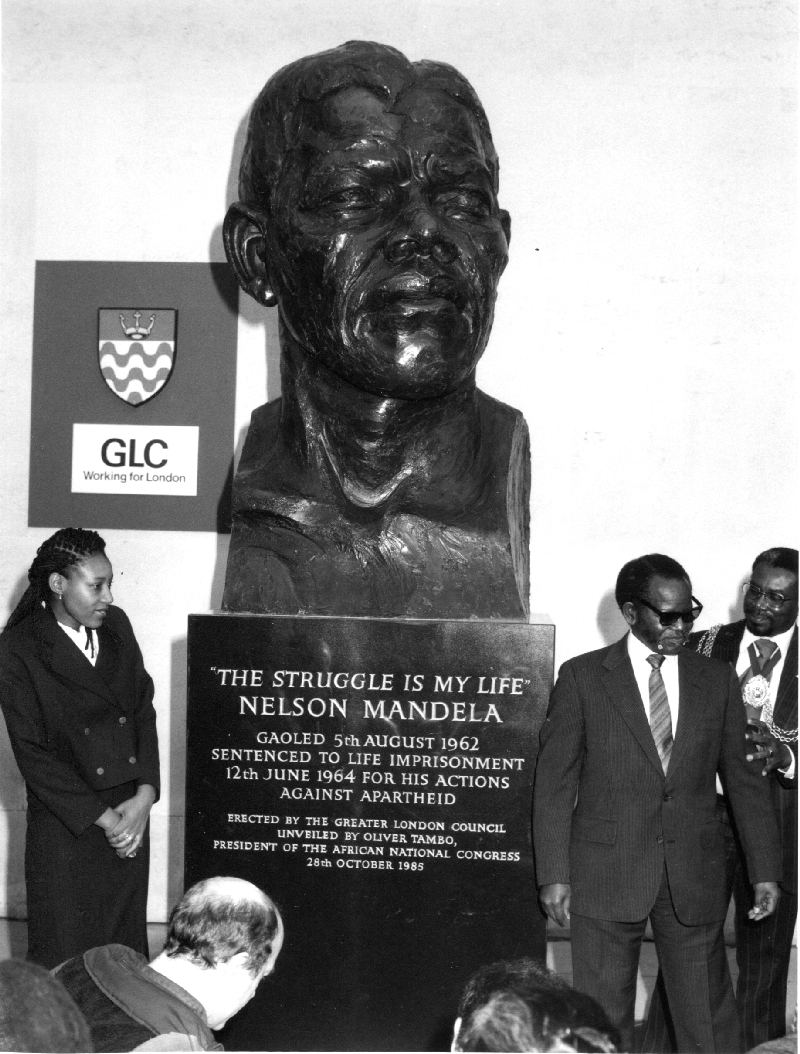 GLC
Working for London
"THE STRUGGLE IS MY LIFE"
NELSON MANDELA
GAOLED 5th AUGUST 1962
SENTENCED TO LIFE IMPRISONMENT
12th JUNE 1964 FOR HIS ACTIONS
AGAINST APARTHEID
ERECTED BY THE GREATER LONDON COUNCIL
UNVEILED BY OLIVER TAMBO,
PRESIDENT OF THE AFRICAN NATIONAL CONGRESS
28th OCTOBER 1985